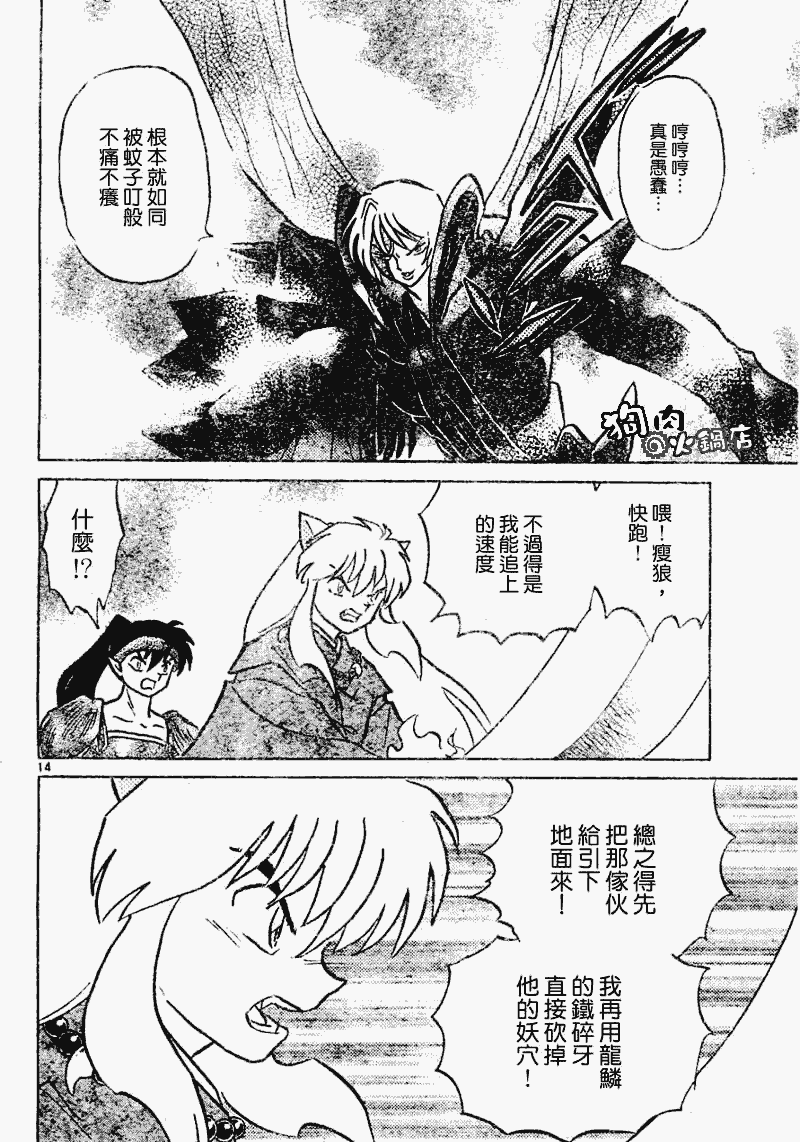 哼哼哼…
真是愚蠢…
根本就如同
被蚊子叮般
不痛不癢
狗肉
火鍋店
喂！瘦狼，
快跑！
不過得是
我能追上
的速度
什麼!?
14
總之得先
把那傢伙
給引下
地面來！
我再用龍鱗
的鐵碎牙
直接砍掉
他的妖穴！